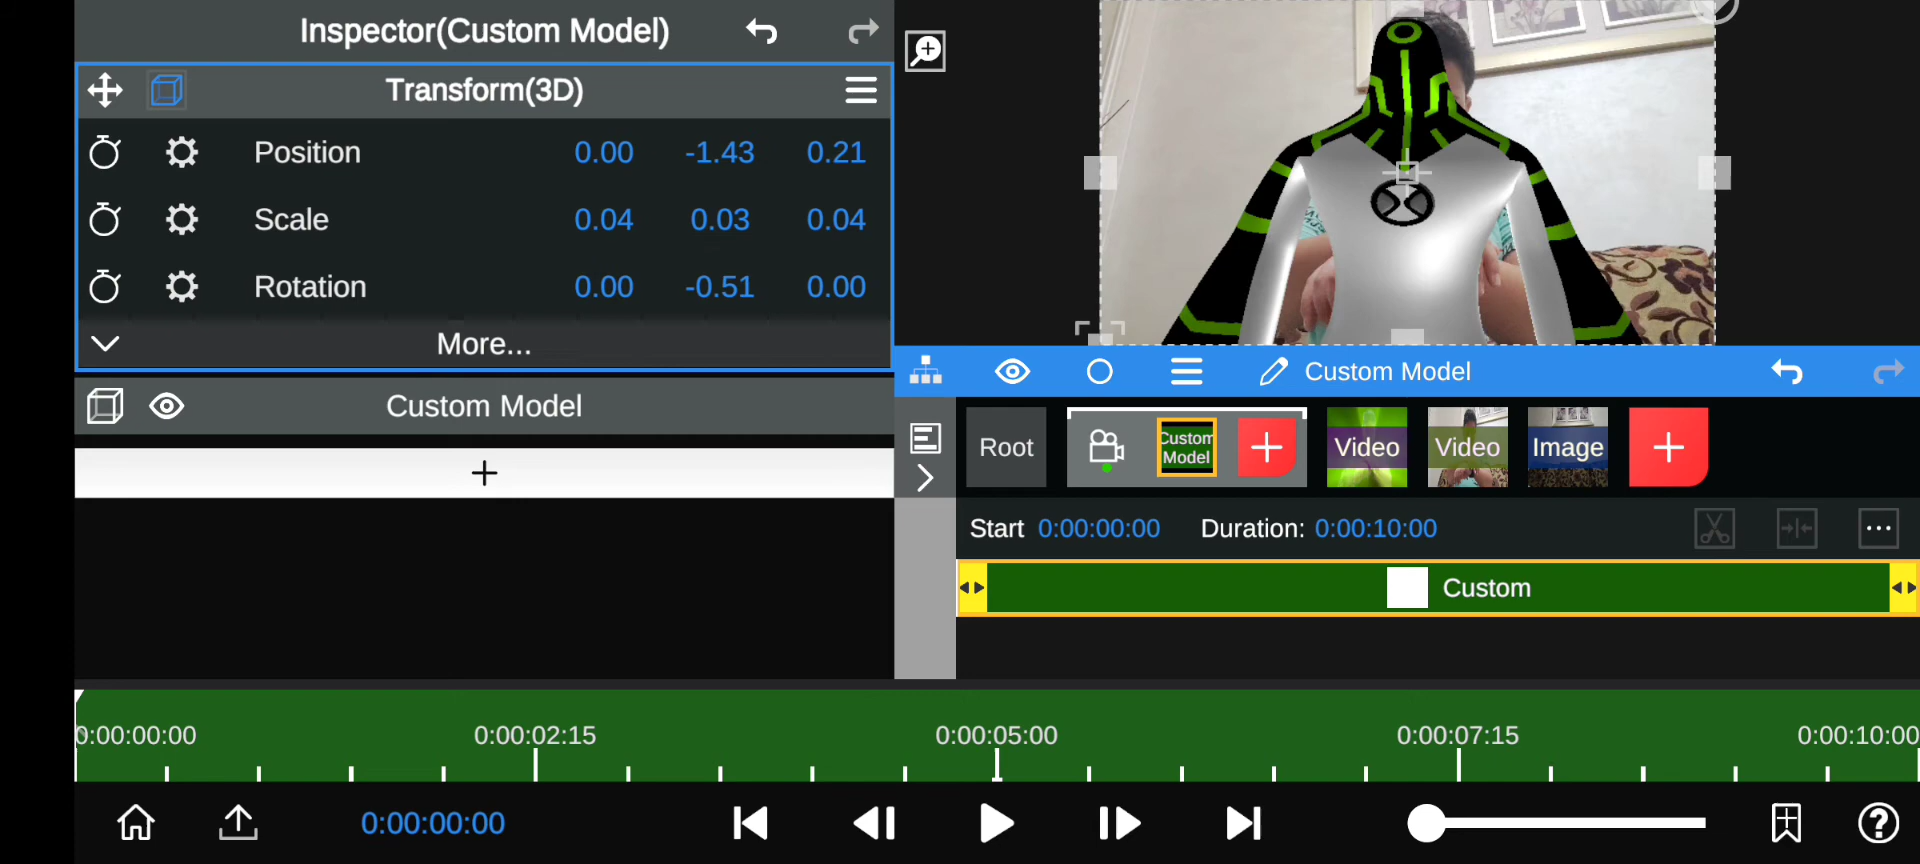 Inspector(Custom Model)
Transform(3D)
Position 0.00 -1.43 0.21
Scale 0.04 0.03 0.04
Rotation 0.00 -0.51 0.00
More...
Custom Model
Custom Model
Root
Custom
Model
Video
Video
Image
Start 0:00:00:00 Duration: 0:00:10:00
Custom
0:00:00:00 0:00:02:15 0:00:05:00 0:00:07:15 0:00:10:00
0:00:00:00